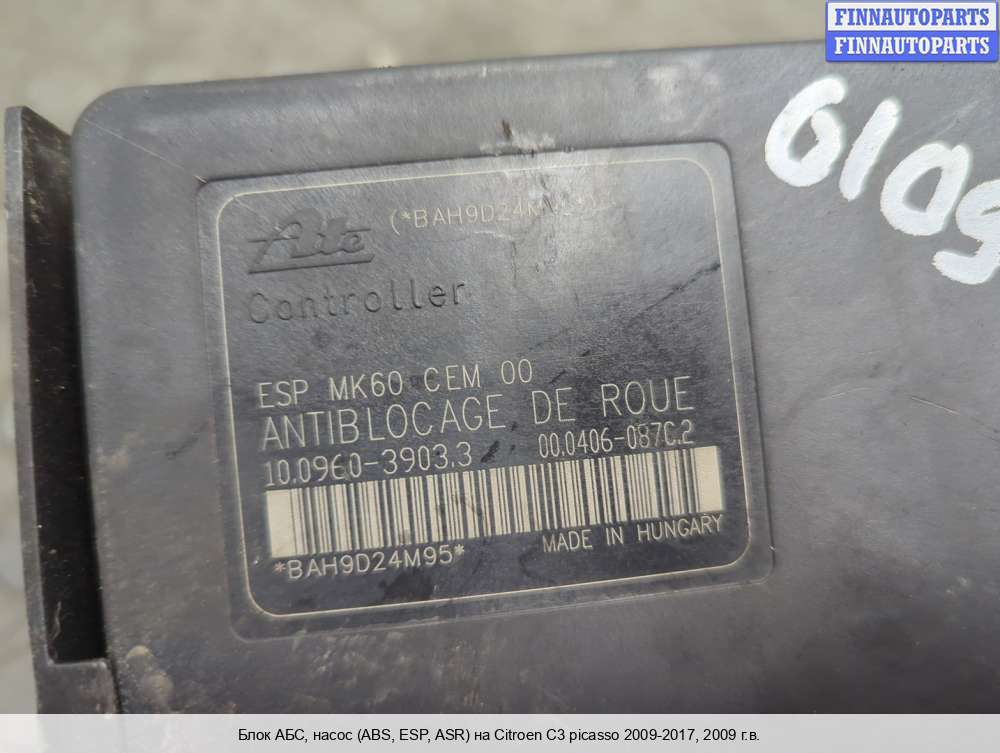 FINNAUTOPARTS
FINNAUTOPARTS
Ate
Controller
ESP MK60 CEM 00
ANTIBLOCAGE DE ROUE
10.0960-3903.3 00.0406-087C.2
*BAH9D24M95*
MADE IN HUNGARY
Блок АБС, насос (ABS, ESP, ASR) на Citroen C3 picasso 2009-2017, 2009 г.в.